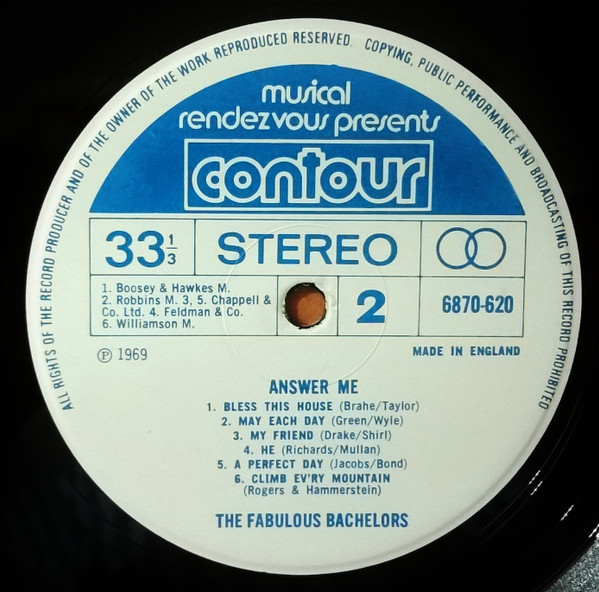 ALL RIGHTS OF THE RECORD PRODUCER AND OF THE OWNER OF THE WORK REPRODUCED RESERVED. COPYING, PUBLIC PERFORMANCE AND BROADCASTING OF THIS RECORD PROHIBITED
musical
rendezvous presents
contour
33 1/3 STEREO
1. Boosey & Hawkes M.
2. Robbins M. 3, 5. Chappell &
Co. Ltd. 4. Feldman & Co.
6. Williamson M.
2
6870-620
Ⓟ 1969
MADE IN ENGLAND
ANSWER ME
1. BLESS THIS HOUSE (Brahe/Taylor)
2. MAY EACH DAY (Green/Wyle)
3. MY FRIEND (Drake/Shirl)
4. HE (Richards/Mullan)
5. A PERFECT DAY (Jacobs/Bond)
6. CLIMB EV'RY MOUNTAIN
(Rogers & Hammerstein)
THE FABULOUS BACHELORS